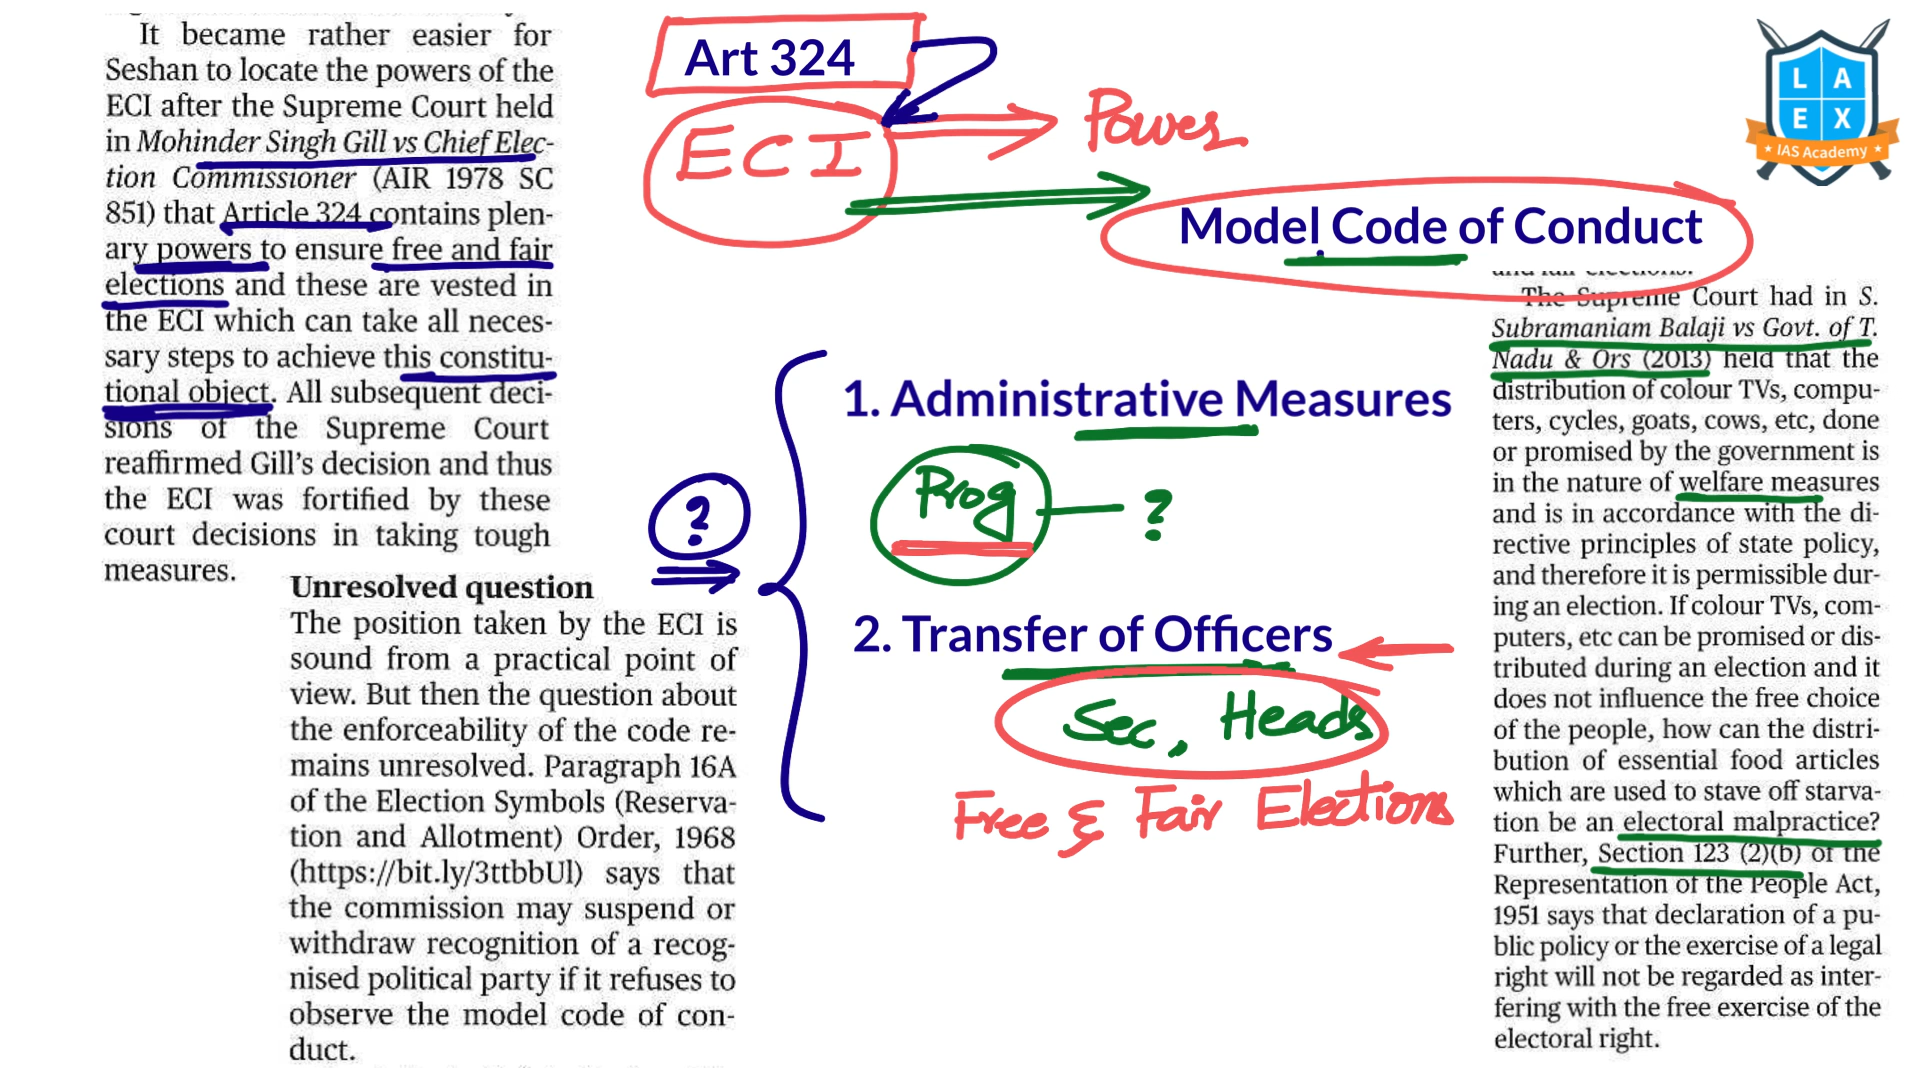 It became rather easier for
Seshan to locate the powers of the
ECI after the Supreme Court held
in Mohinder Singh Gill vs Chief Elec-
tion Commissioner (AIR 1978 SC
851) that Article 324 contains plen-
ary powers to ensure free and fair
elections and these are vested in
the ECI which can take all neces-
sary steps to achieve this constitu-
tional object. All subsequent deci-
sions of the Supreme Court
reaffirmed Gill's decision and thus
the ECI was fortified by these
court decisions in taking tough
measures.
Unresolved question
The position taken by the ECI is
sound from a practical point of
view. But then the question about
the enforceability of the code re-
mains unresolved. Paragraph 16A
of the Election Symbols (Reserva-
tion and Allotment) Order, 1968
(https://bit.ly/3ttbbUl) says that
the commission may suspend or
withdraw recognition of a recog-
nised political party if it refuses to
observe the model code of con-
duct.
Art 324
ECI
Power
Model Code of Conduct
?
1. Administrative Measures
Prog
?
2. Transfer of Officers
Sec, Heads
Free & Fair Elections
L A
E X
IAS Academy
and fair elections.
The Supreme Court had in S.
Subramaniam Balaji vs Govt. of T.
Nadu & Ors (2013) held that the
distribution of colour TVs, compu-
ters, cycles, goats, cows, etc, done
or promised by the government is
in the nature of welfare measures
and is in accordance with the di-
rective principles of state policy,
and therefore it is permissible dur-
ing an election. If colour TVs, com-
puters, etc can be promised or dis-
tributed during an election and it
does not influence the free choice
of the people, how can the distri-
bution of essential food articles
which are used to stave off starva-
tion be an electoral malpractice?
Further, Section 123 (2)(b) of the
Representation of the People Act,
1951 says that declaration of a pu-
blic policy or the exercise of a legal
right will not be regarded as inter-
fering with the free exercise of the
electoral right.